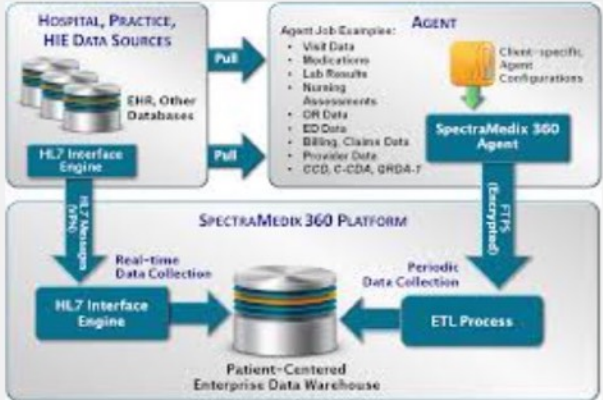 HOSPITAL, PRACTICE,
HIE DATA SOURCES
EHR, Other
Databases
HL7 Interface
Engine
Pull
Pull
AGENT
Agent Job Examples:
• Visit Data
• Medications
• Lab Results
• Nursing
Assessments
• OR Data
• ED Data
• Billing, Claims Data
• Provider Data
• CCD, C-CDA, QRDA-1
Client-specific
Agent
Configurations
SpectraMedix 360
Agent
HL7 Messages
(VPN)
FTPS
(Encrypted)
SPECTRAMEDIX 360 PLATFORM
Real-time
Data Collection
Periodic
Data Collection
HL7 Interface
Engine
ETL Process
Patient-Centered
Enterprise Data Warehouse